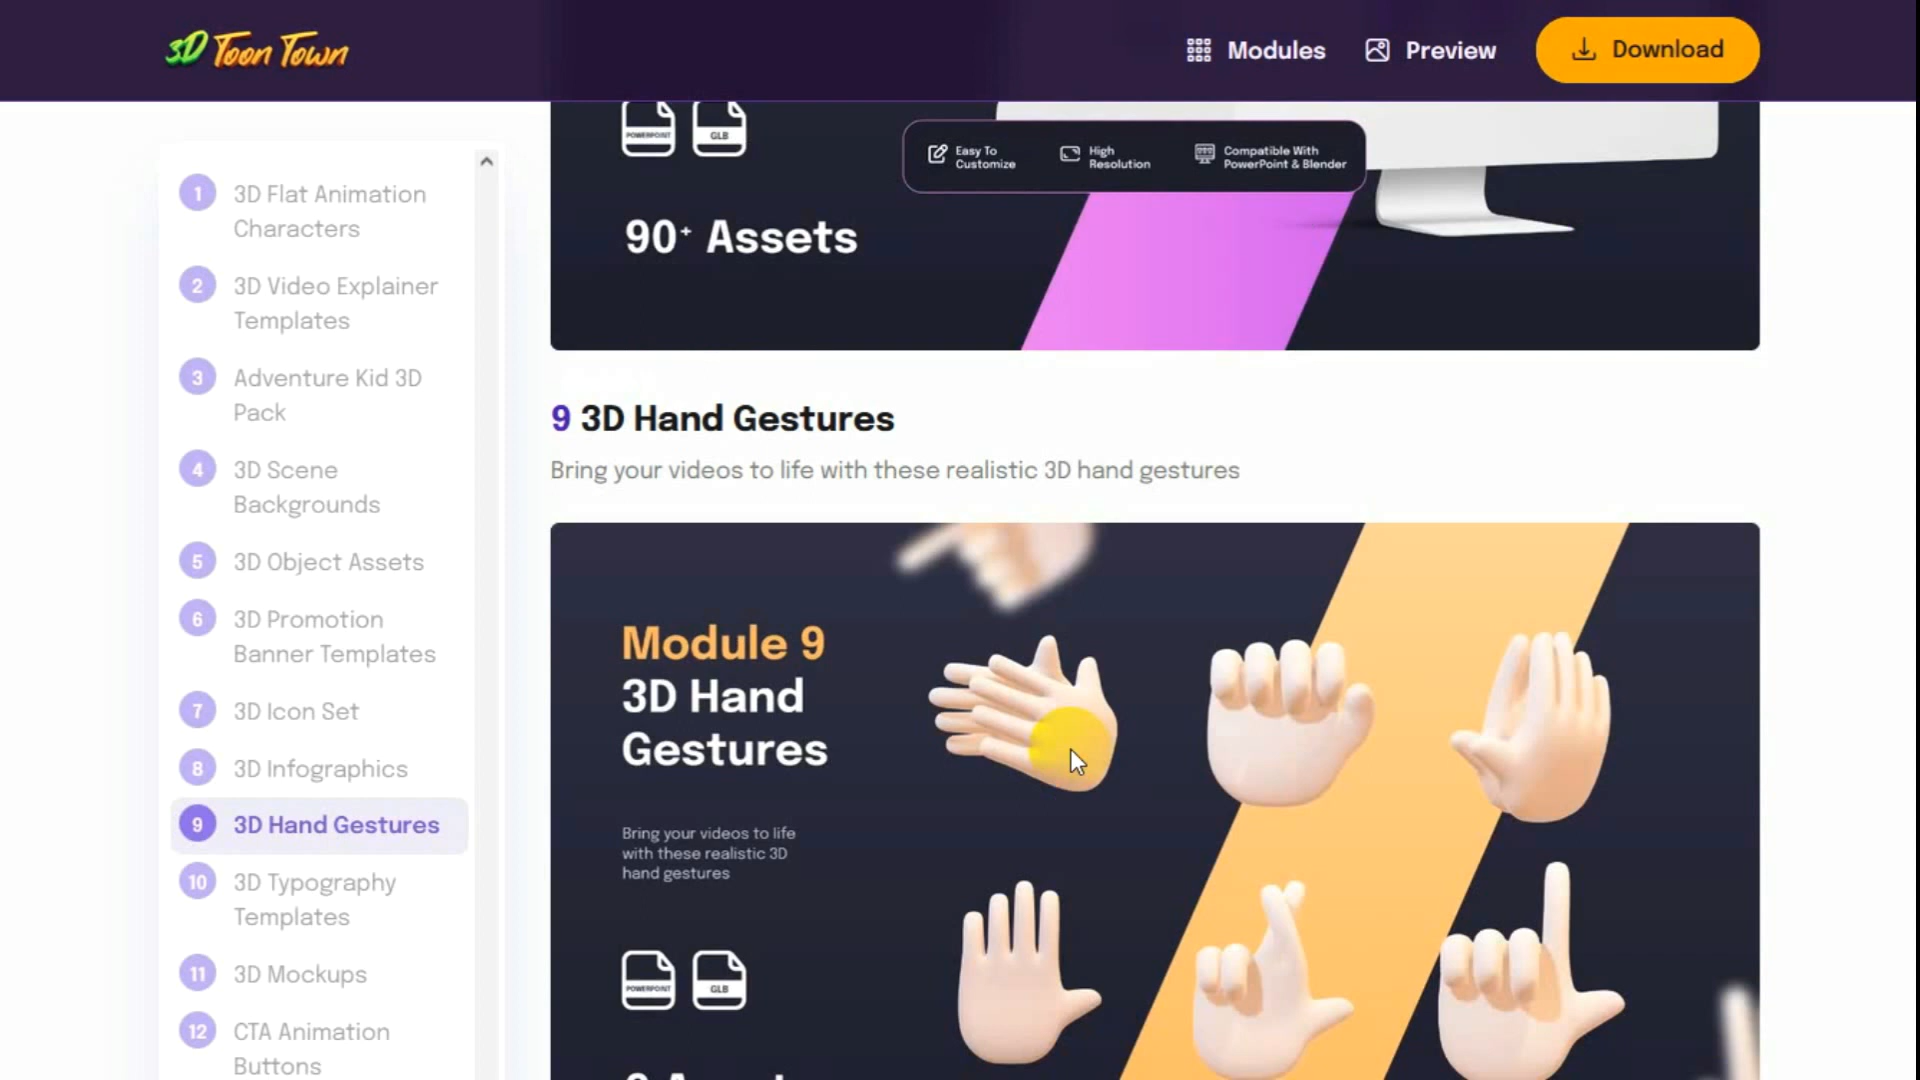 3D Toon Town
Modules
Preview
Download
1 3D Flat Animation
Characters
2 3D Video Explainer
Templates
3 Adventure Kid 3D
Pack
4 3D Scene
Backgrounds
5 3D Object Assets
6 3D Promotion
Banner Templates
7 3D Icon Set
8 3D Infographics
9 3D Hand Gestures
10 3D Typography
Templates
11 3D Mockups
12 CTA Animation
Buttons
POWERPOINT
GLB
Easy To
Customize
High
Resolution
Compatible With
PowerPoint & Blender
90+ Assets
9 3D Hand Gestures
Bring your videos to life with these realistic 3D hand gestures
Module 9
3D Hand
Gestures
Bring your videos to life
with these realistic 3D
hand gestures
POWERPOINT
GLB